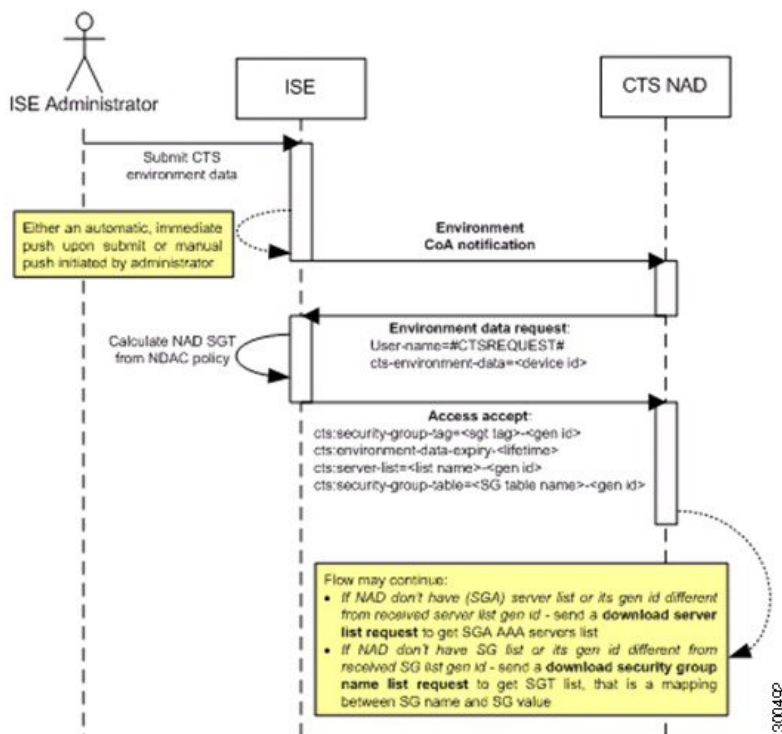 ISE Administrator
ISE
CTS NAD
Submit CTS
environment data
Either an automatic, immediate
push upon submit or manual
push initiated by administrator
Environment
CoA notification
Calculate NAD SGT
from NDAC policy
Environment data request:
User-name=#CTSREQUEST#
cts-environment-data=<device id>
Access accept:
cts:security-group-tag=<sgt tag>-<gen id>
cts:environment-data-expiry-<lifetime>
cts:server-list=<list name>-<gen id>
cts:security-group-table=<SG table name>-<gen id>
Flow may continue:
• If NAD don't have (SGA) server list or its gen id different
from received server list gen id - send a download server
list request to get SGA AAA servers list
• If NAD don't have SG list or its gen id different from
received SG list gen id - send a download security group
name list request to get SGT list, that is a mapping
between SG name and SG value
300492